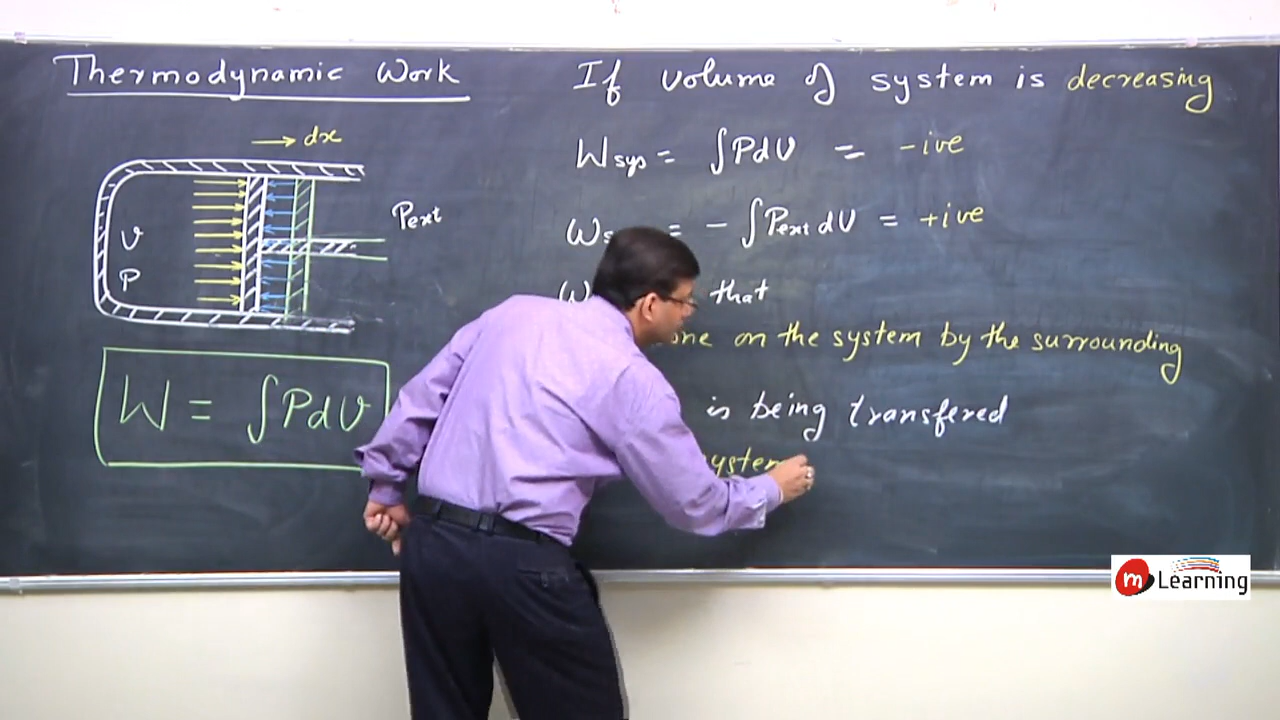 Thermodynamic Work
→ dx
V
P
Pext
W = ∫PdV
If volume of system is decreasing
Wsys = ∫PdV = -ive
= - ∫Pext dV = +ive
that
on the system by the surrounding
is being transfered
m Learning